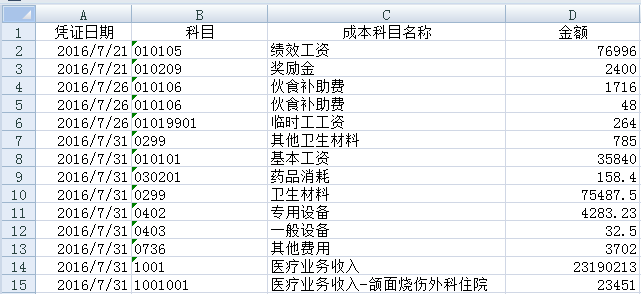 A B C D
1 凭证日期 科目 成本科目名称 金额
2 2016/7/21 010105 绩效工资 76996
3 2016/7/21 010209 奖励金 2400
4 2016/7/26 010106 伙食补助费 1716
5 2016/7/26 010106 伙食补助费 48
6 2016/7/26 01019901 临时工工资 264
7 2016/7/31 0299 其他卫生材料 785
8 2016/7/31 010101 基本工资 35840
9 2016/7/31 030201 药品消耗 158.4
10 2016/7/31 0299 卫生材料 75487.5
11 2016/7/31 0402 专用设备 4283.23
12 2016/7/31 0403 一般设备 32.5
13 2016/7/31 0736 其他费用 3702
14 2016/7/31 1001 医疗业务收入 23190213
15 2016/7/31 1001001 医疗业务收入-颌面烧伤外科住院 23451